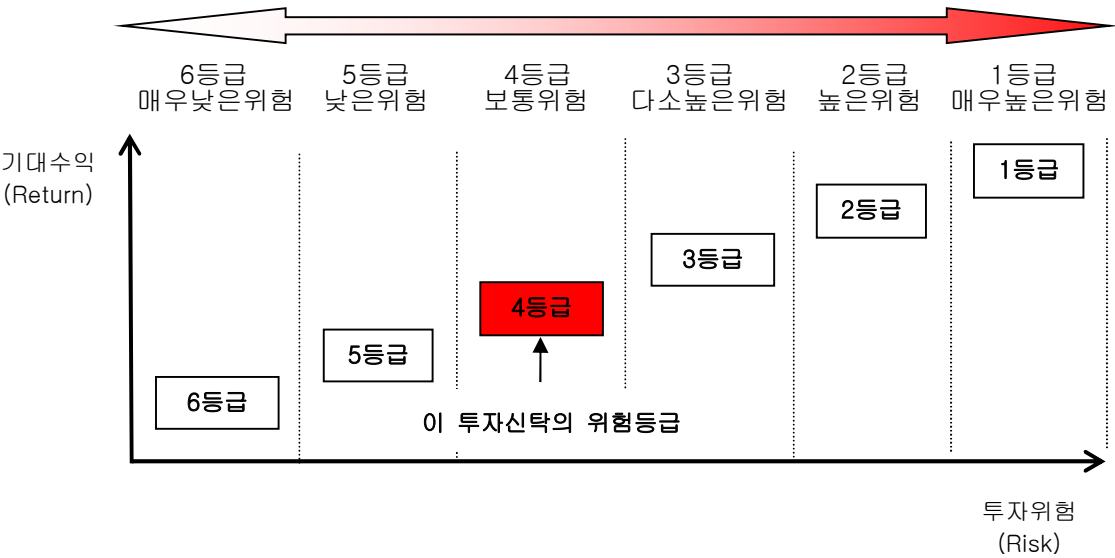 6등급 5등급 4등급 3등급 2등급 1등급
매우낮은위험 낮은위험 보통위험 다소높은위험 높은위험 매우높은위험
기대수익
(Return)
1등급
2등급
3등급
4등급
5등급
6등급
이 투자신탁의 위험등급
투자위험
(Risk)